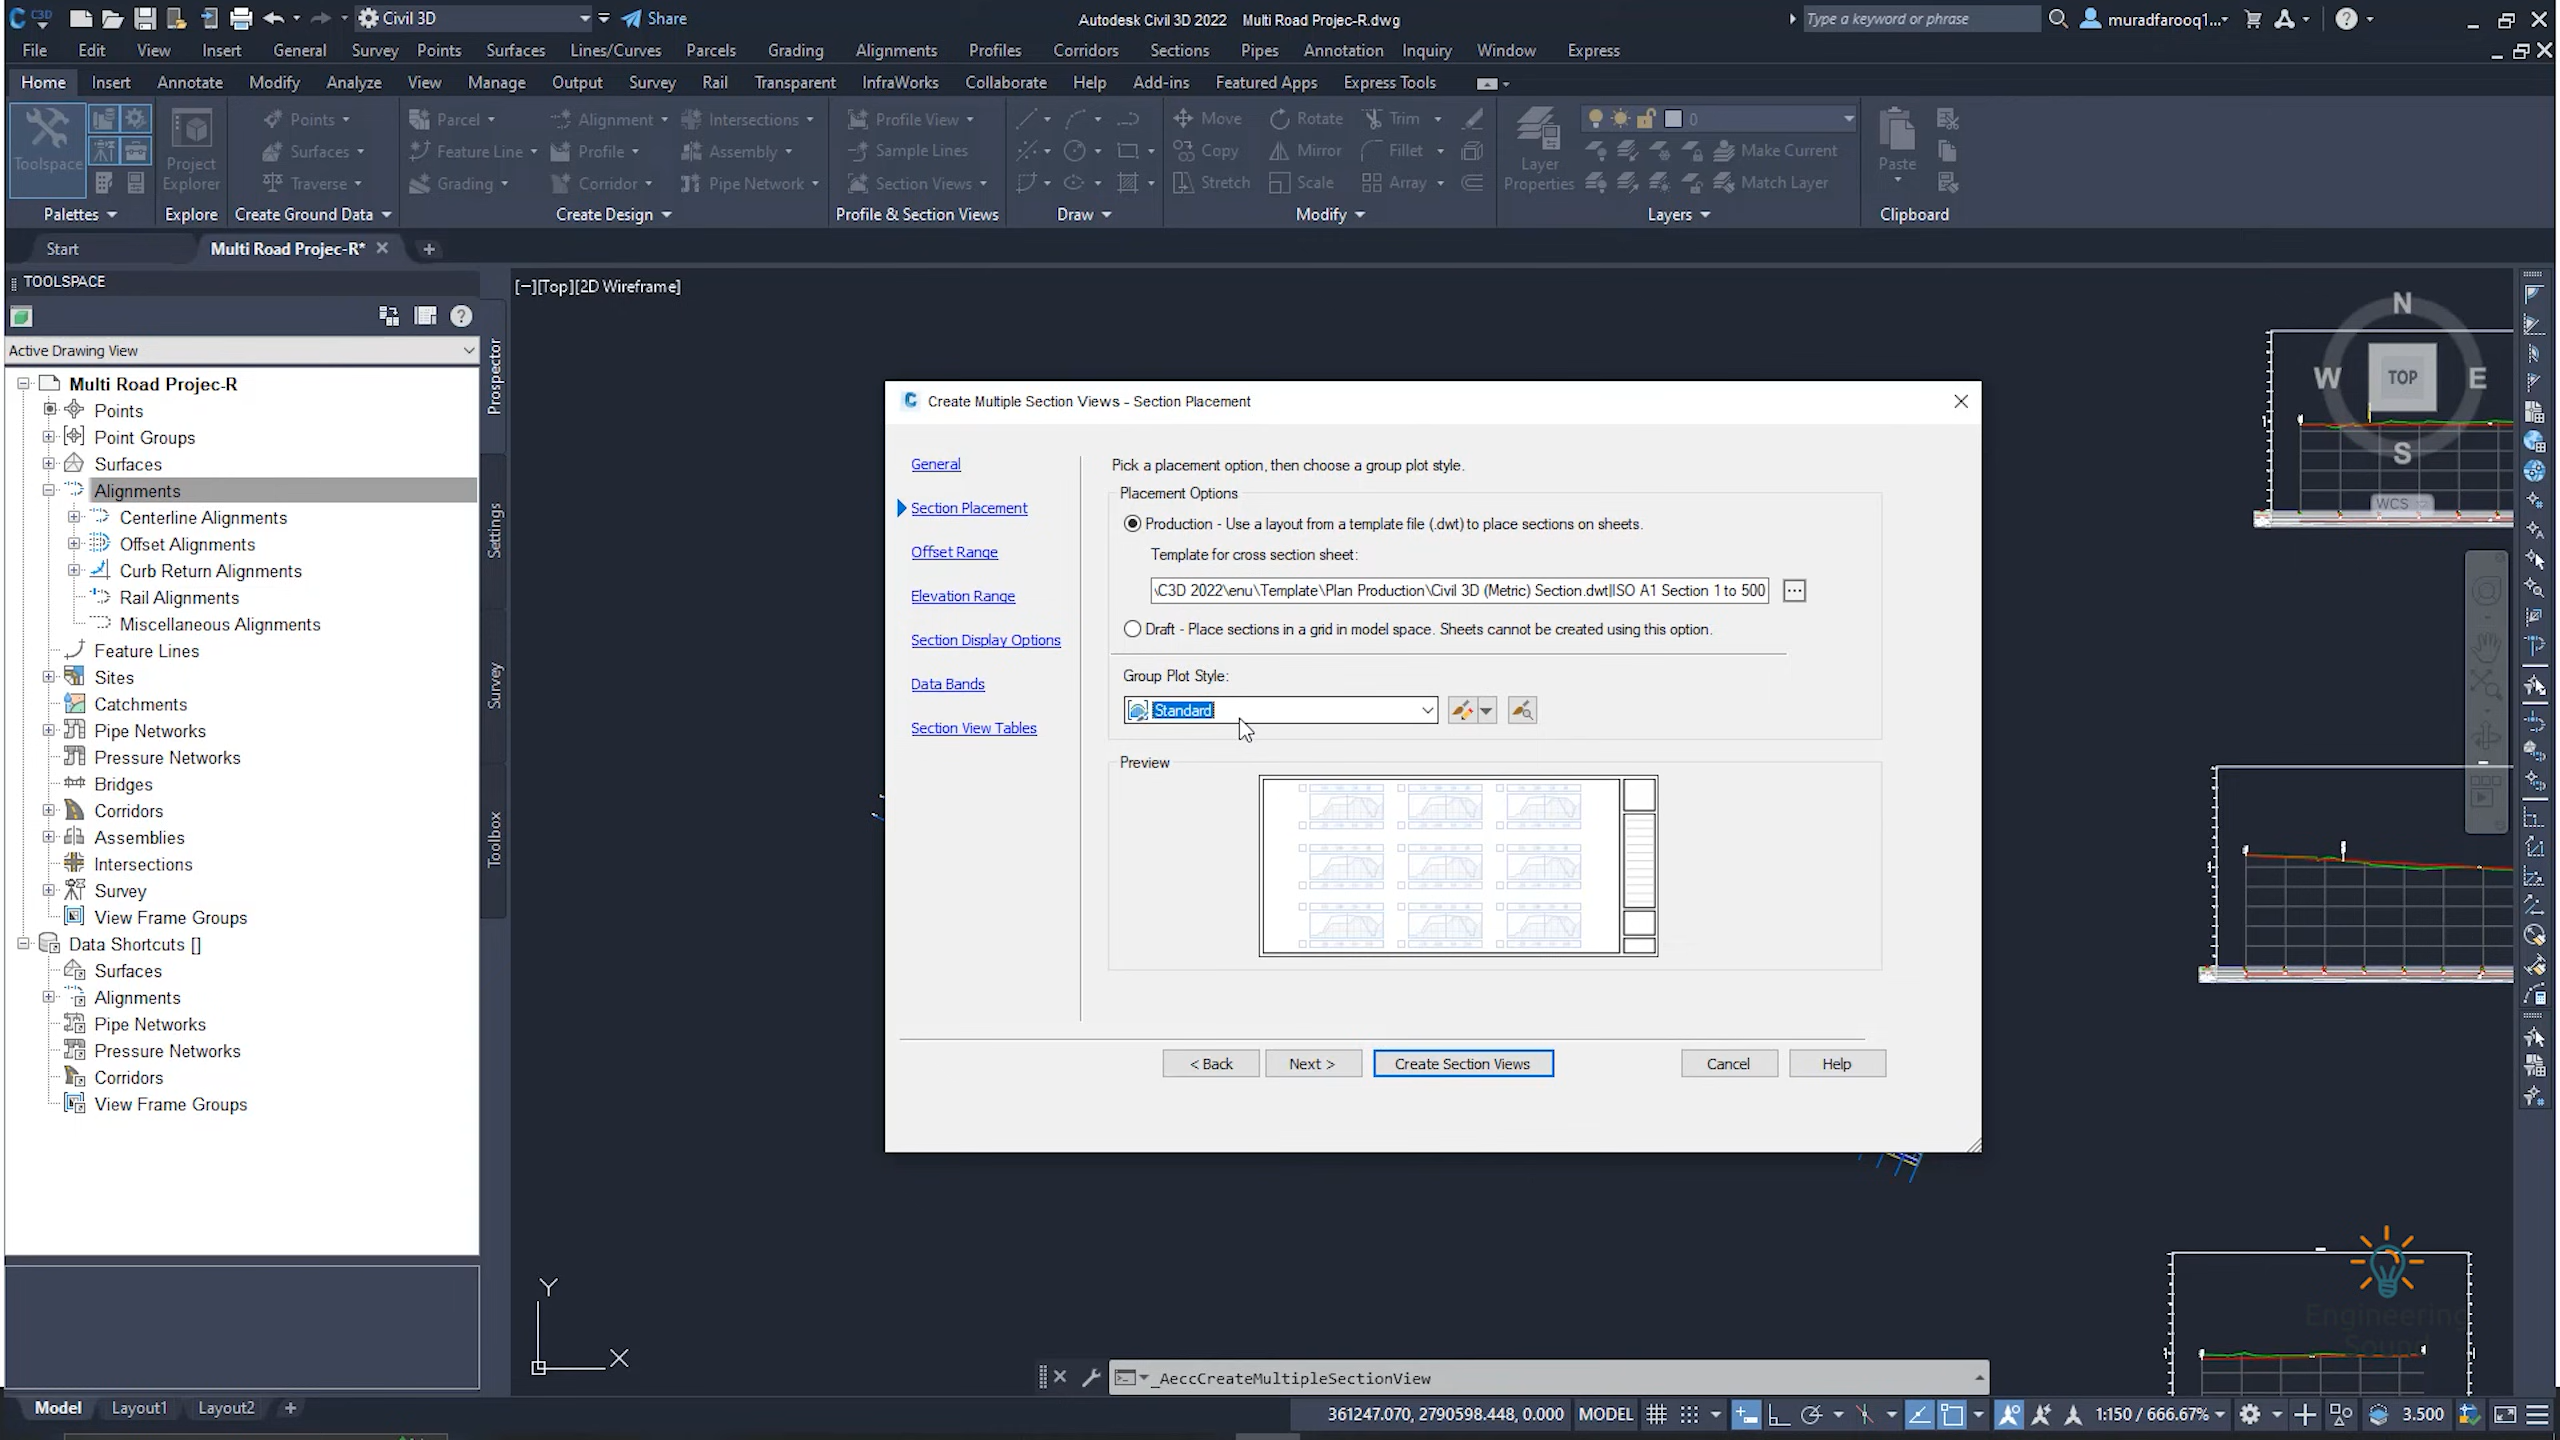 C3D
Civil 3D
Share
Autodesk Civil 3D 2022 Multi Road Projec-R.dwg
Type a keyword or phrase
muradfarooq1...
File Edit View Insert General Survey Points Surfaces Lines/Curves Parcels Grading Alignments Profiles Corridors Sections Pipes Annotation Inquiry Window Express
Home Insert Annotate Modify Analyze View Manage Output Survey Rail Transparent InfraWorks Collaborate Help Add-ins Featured Apps Express Tools
Points Parcel Alignment Intersections Profile View Move Rotate Trim 0
Surfaces Feature Line Profile Assembly Sample Lines Copy Mirror Fillet Make Current
Toolspace Project Explorer Layer Properties Paste
Traverse Grading Corridor Pipe Network Section Views Stretch Scale Array Match Layer
Palettes Explore Create Ground Data Create Design Profile & Section Views Draw Modify Layers Clipboard
Start Multi Road Projec-R*
TOOLSPACE
Active Drawing View
Multi Road Projec-R
Points
Point Groups
Surfaces
Alignments
Centerline Alignments
Offset Alignments
Curb Return Alignments
Rail Alignments
Miscellaneous Alignments
Feature Lines
Sites
Catchments
Pipe Networks
Pressure Networks
Bridges
Corridors
Assemblies
Intersections
Survey
View Frame Groups
Data Shortcuts []
Surfaces
Alignments
Pipe Networks
Pressure Networks
Corridors
View Frame Groups
Prospector
Settings
Survey
Toolbox
[−][Top][2D Wireframe]
N
W TOP E
S
WCS
Create Multiple Section Views - Section Placement
General
Section Placement
Offset Range
Elevation Range
Section Display Options
Data Bands
Section View Tables
Pick a placement option, then choose a group plot style.
Placement Options
Production - Use a layout from a template file (.dwt) to place sections on sheets.
Template for cross section sheet:
\C3D 2022\enu\Template\Plan Production\Civil 3D (Metric) Section.dwt|ISO A1 Section 1 to 500
...
Draft - Place sections in a grid in model space. Sheets cannot be created using this option.
Group Plot Style:
Standard
Preview
< Back Next > Create Section Views Cancel Help
Y
X
Engineering
Sound
_AeccCreateMultipleSectionView
Model Layout1 Layout2
361247.070, 2790598.448, 0.000 MODEL 1:150 / 666.67% 3.500